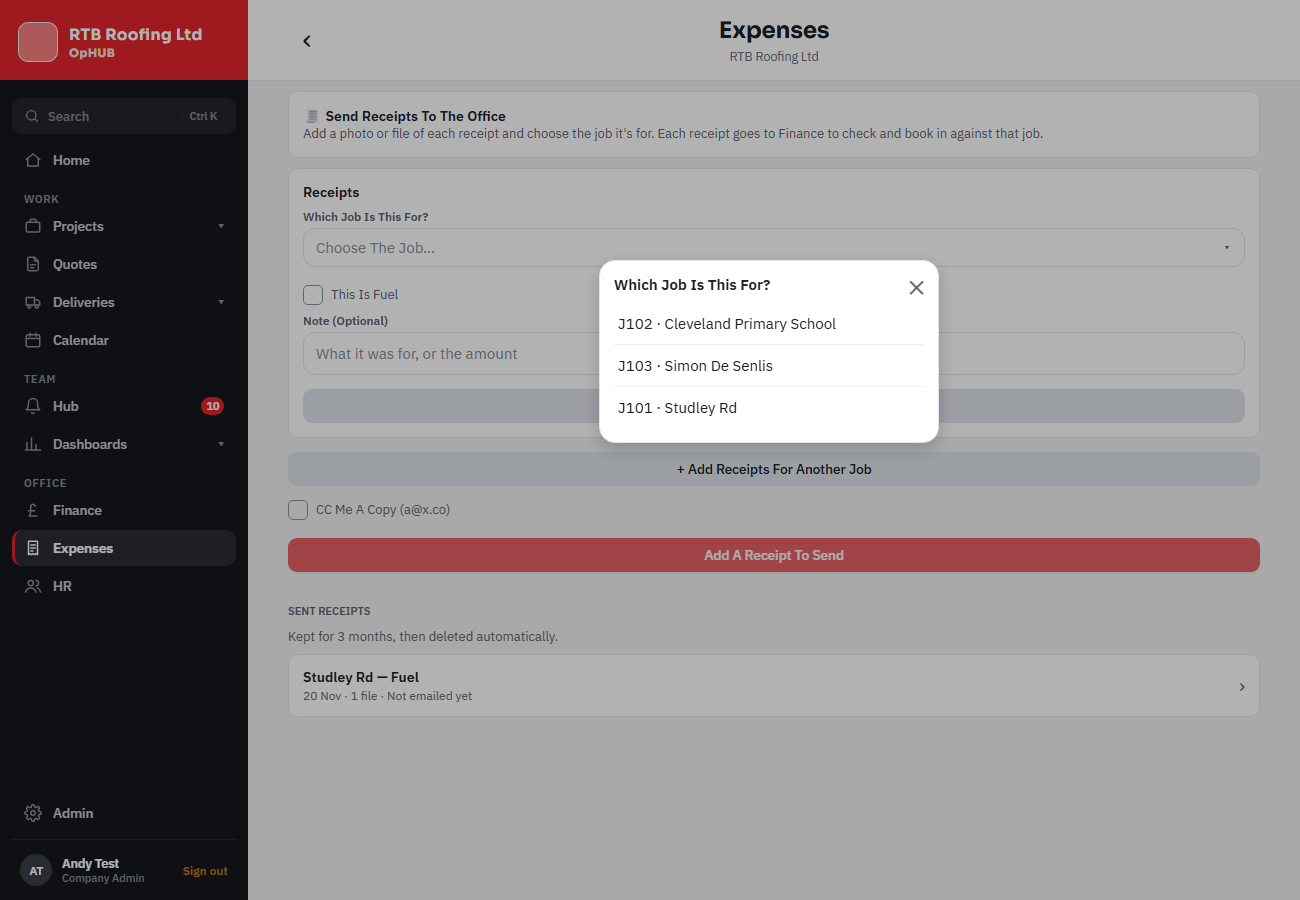 RTB Roofing Ltd
OpHUB
Search Ctrl K
Home
WORK
Projects
Quotes
Deliveries
Calendar
TEAM
Hub 10
Dashboards
OFFICE
Finance
Expenses
HR
Admin
AT
Andy Test
Company Admin
Sign out
Expenses
RTB Roofing Ltd
Send Receipts To The Office
Add a photo or file of each receipt and choose the job it's for. Each receipt goes to Finance to check and book in against that job.
Receipts
Which Job Is This For?
Choose The Job...
This Is Fuel
Note (Optional)
What it was for, or the amount
Which Job Is This For?
J102 · Cleveland Primary School
J103 · Simon De Senlis
J101 · Studley Rd
+ Add Receipts For Another Job
CC Me A Copy (a@x.co)
Add A Receipt To Send
SENT RECEIPTS
Kept for 3 months, then deleted automatically.
Studley Rd — Fuel
20 Nov · 1 file · Not emailed yet